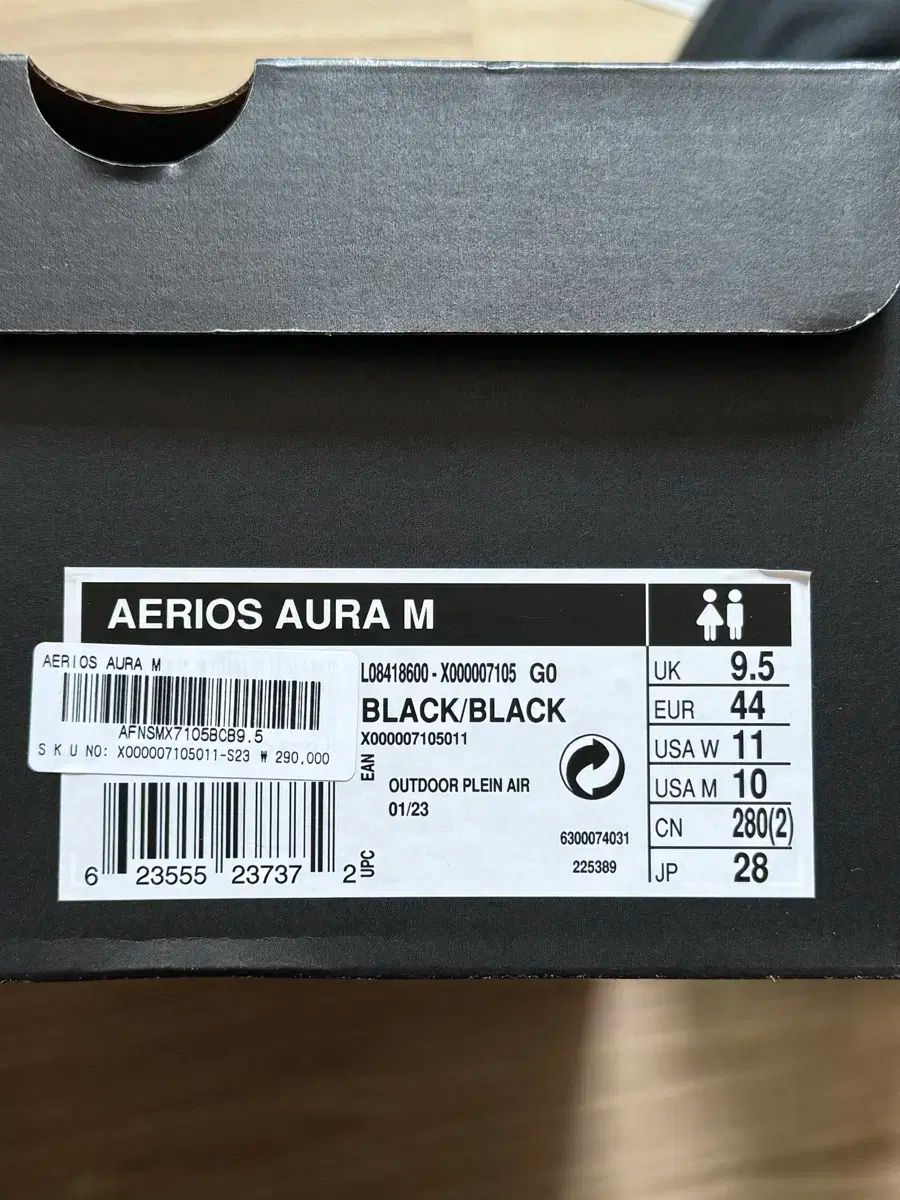 AERIOS AURA M
AERIOS AURA M
AFNSMX7105BCB9.5
S K U NO: X000007105011-S23 ₩ 290,000
L08418600 - X000007105 GO
BLACK/BLACK
X000007105011
EAN
OUTDOOR PLEIN AIR
01/23
6300074031
225389
UPC
6 23555 23737 2
UK 9.5
EUR 44
USA W 11
USA M 10
CN 280(2)
JP 28